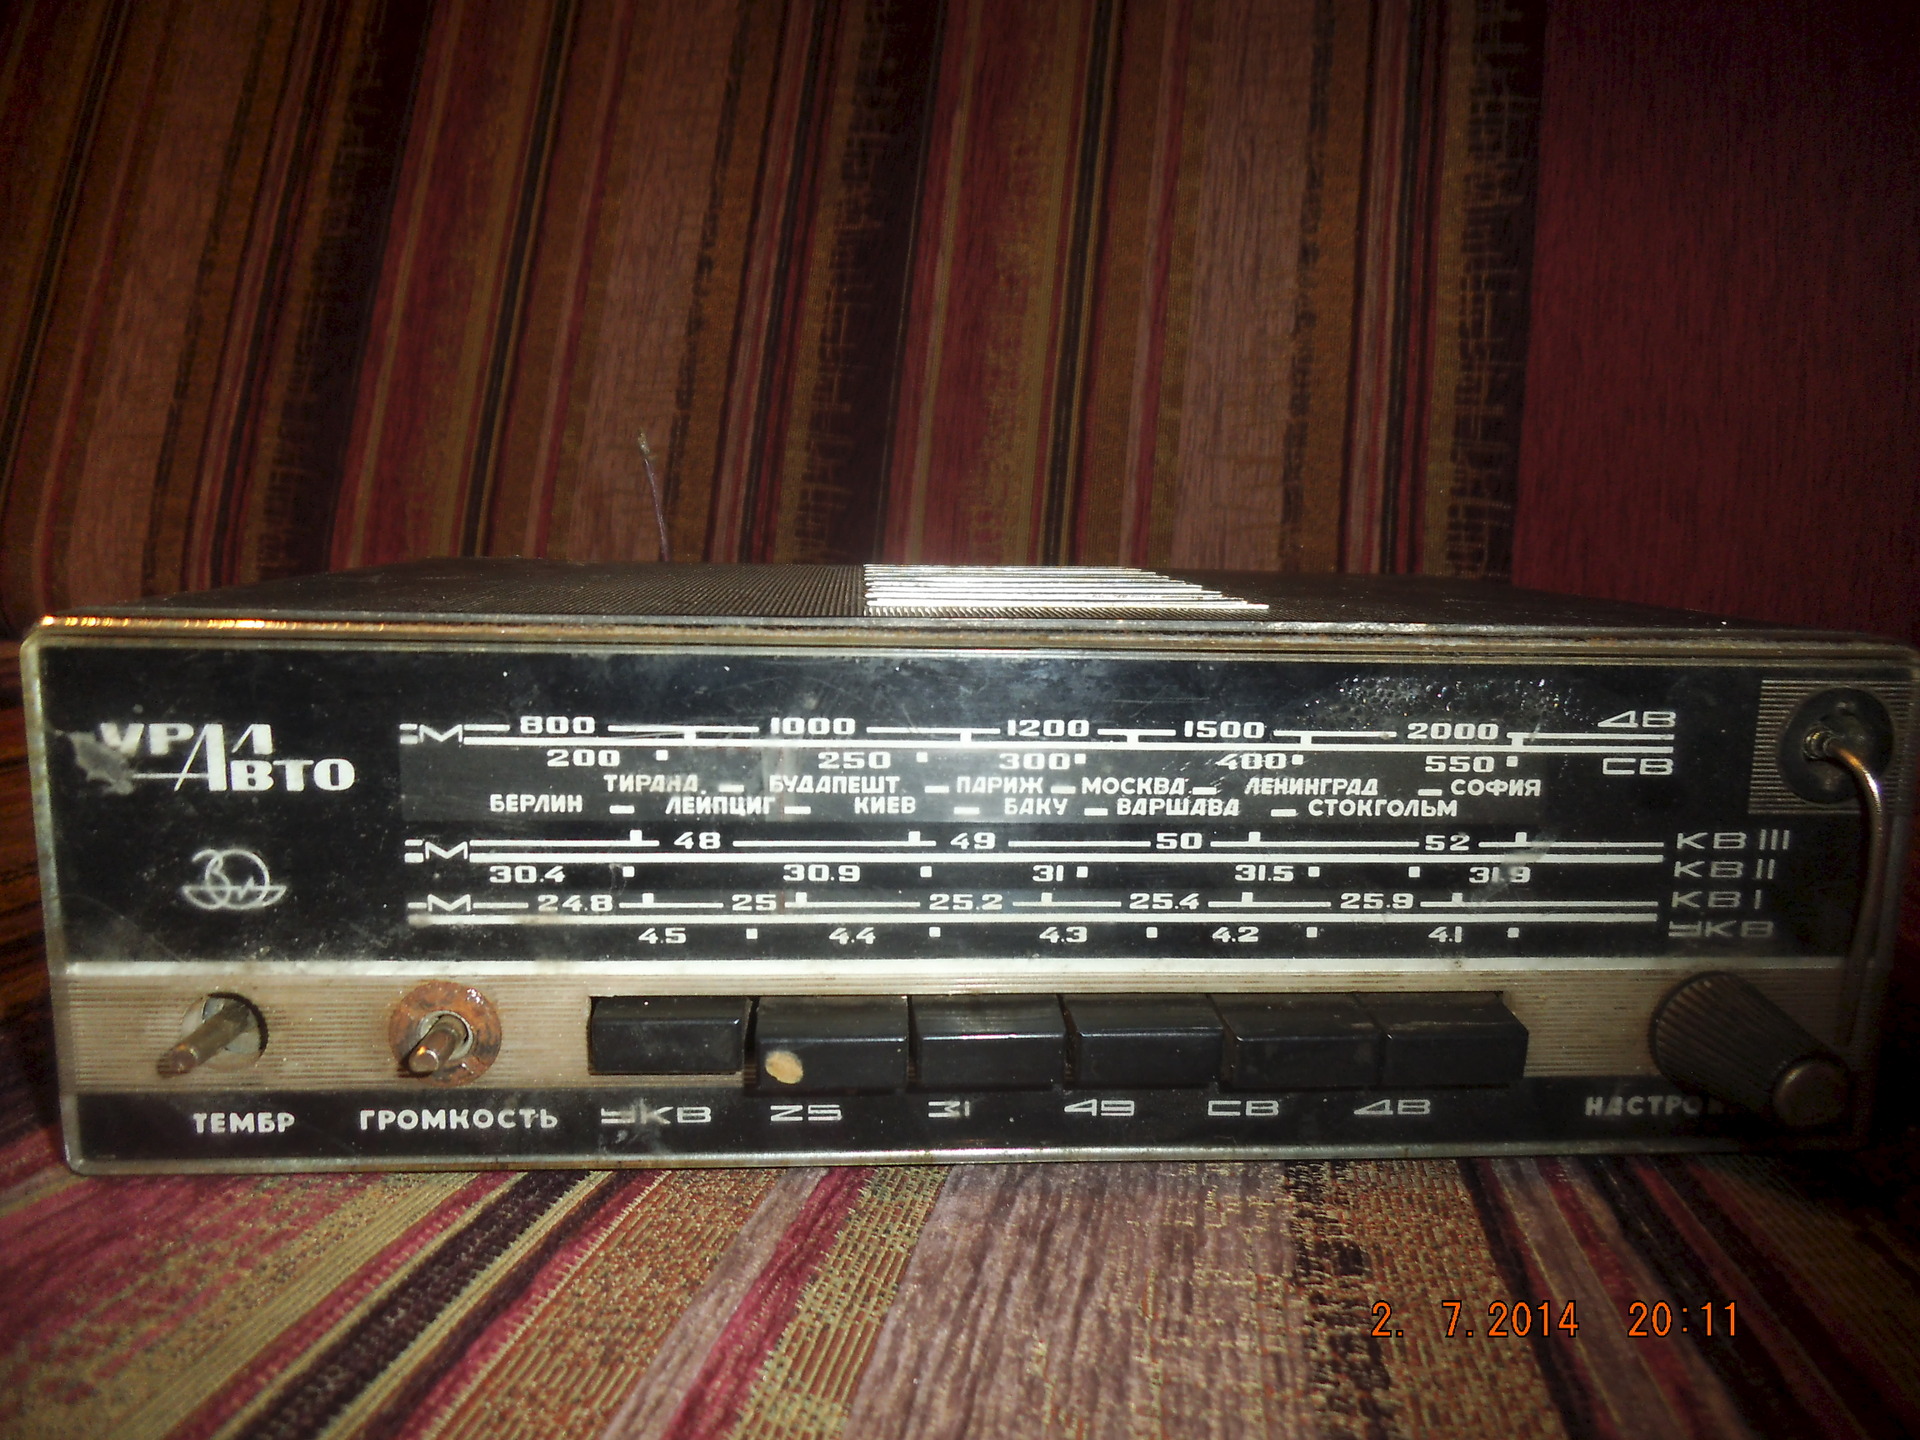 УРАЛ
АВТО
М 800 1000 1200 1500 2000 ДВ
200 250 300 400 550 СВ
ТИРАНА БУДАПЕШТ ПАРИЖ МОСКВА ЛЕНИНГРАД СОФИЯ
БЕРЛИН ЛЕЙПЦИГ КИЕВ БАКУ ВАРШАВА СТОКГОЛЬМ
М 48 49 50 52 КВ III
30.4 30.9 31 31.5 31.9 КВ II
М 24.8 25 25.2 25.4 25.9 КВ I
4.5 4.4 4.3 4.2 4.1 УКВ
ТЕМБР ГРОМКОСТЬ УКВ 25 31 49 СВ ДВ
2. 7.2014 20:11